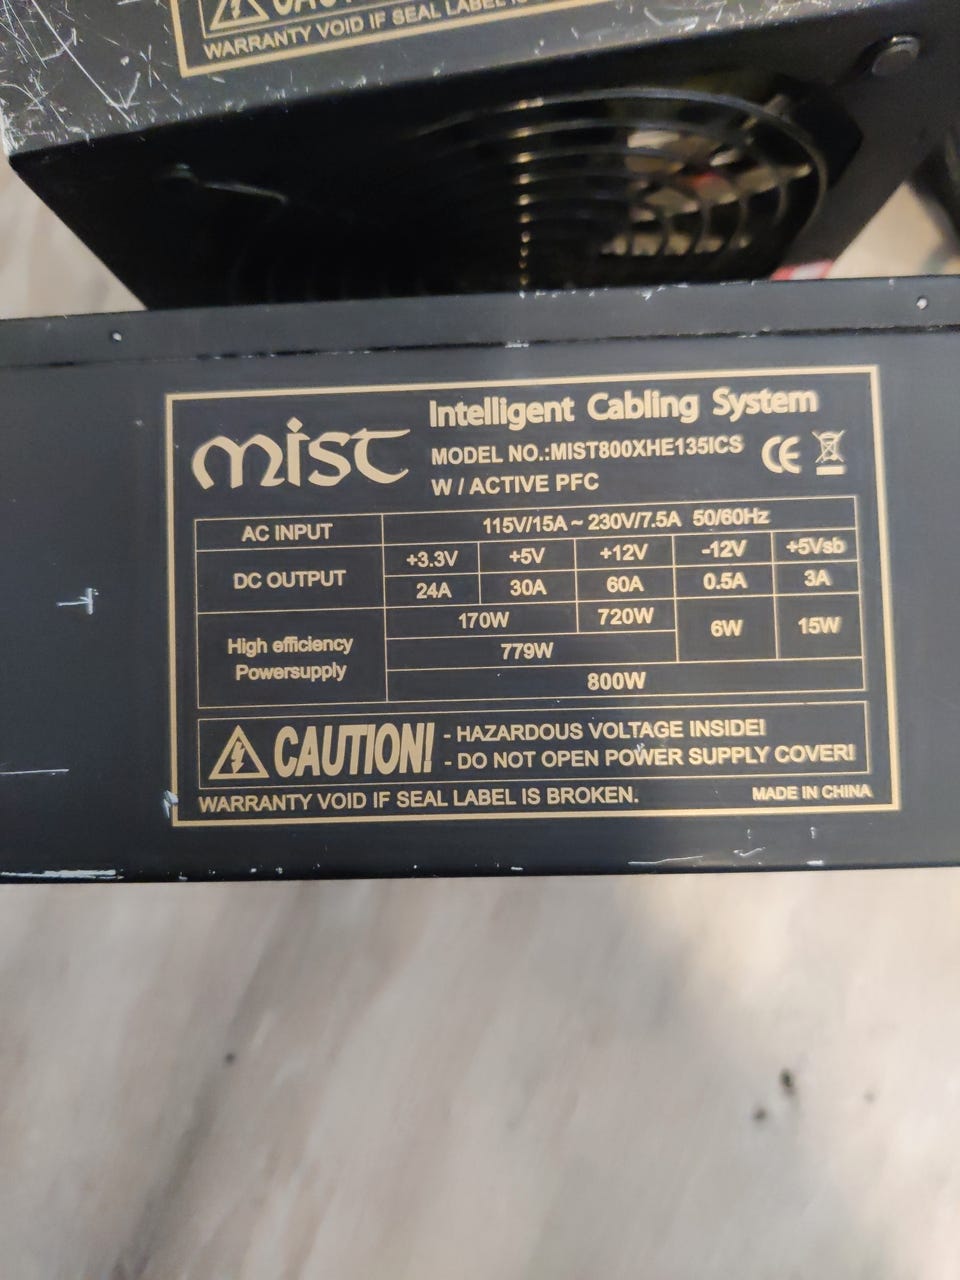 WARRANTY VOID IF SEAL LABEL IS
mist
Intelligent Cabling System
MODEL NO.:MIST800XHE135ICS
W / ACTIVE PFC
CE
AC INPUT 115V/15A ~ 230V/7.5A 50/60Hz
DC OUTPUT +3.3V +5V +12V -12V +5Vsb
24A 30A 60A 0.5A 3A
High efficiency Powersupply 170W 720W 6W 15W
779W
800W
CAUTION! - HAZARDOUS VOLTAGE INSIDE!
- DO NOT OPEN POWER SUPPLY COVER!
WARRANTY VOID IF SEAL LABEL IS BROKEN. MADE IN CHINA